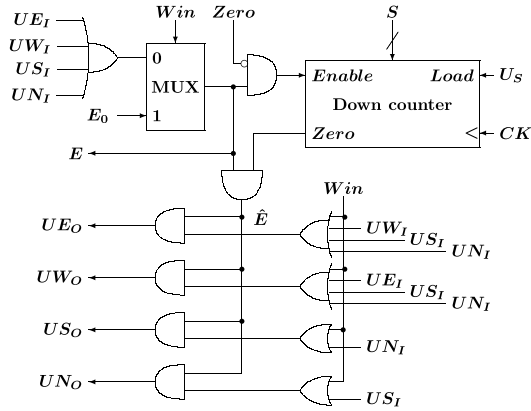 Win Zero S
UE_I
UW_I
US_I
UN_I
0
MUX
1
E_0
Enable Load U_S
Down counter
Zero CK
E
Win
Ê
UE_O UW_I
US_I
UN_I
UW_O UE_I
US_I
UN_I
US_O UN_I
UN_O US_I